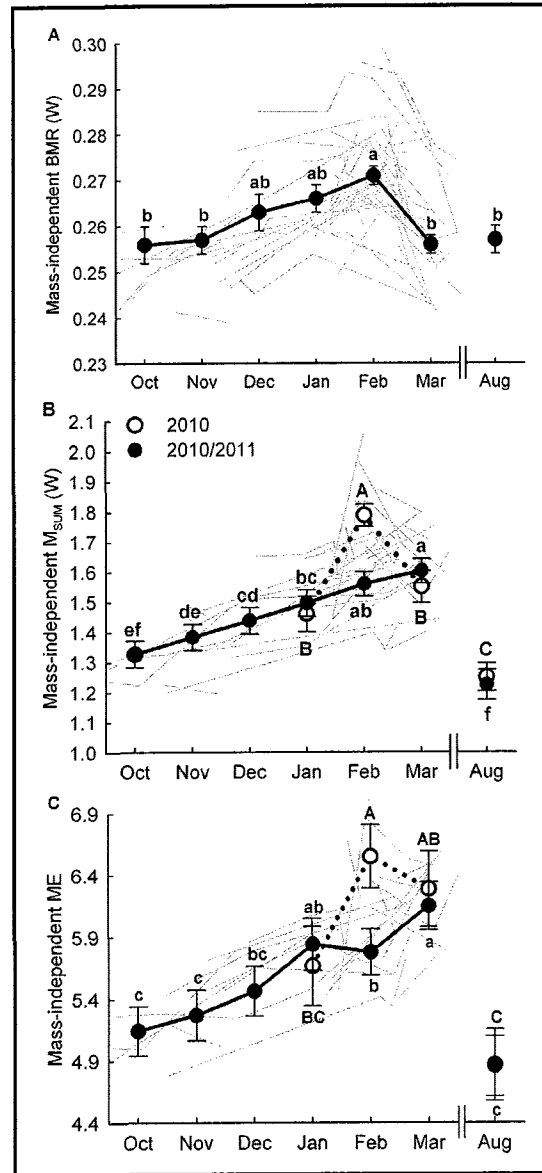 A
Mass-independent BMR (W)
0.30
0.29
0.28
0.27
0.26
0.25
0.24
0.23
b
b
ab
ab
a
b
b
Oct Nov Dec Jan Feb Mar Aug
B
Mass-independent MSUM (W)
2.1
2.0
1.9
1.8
1.7
1.6
1.5
1.4
1.3
1.2
1.1
1.0
2010
2010/2011
A
a
bc
cd
de
ef
ab
B
B
C
f
Oct Nov Dec Jan Feb Mar Aug
C
Mass-independent ME
6.9
6.4
5.9
5.4
4.9
4.4
A
AB
ab
bc
c
c
b
a
BC
C
c
Oct Nov Dec Jan Feb Mar Aug